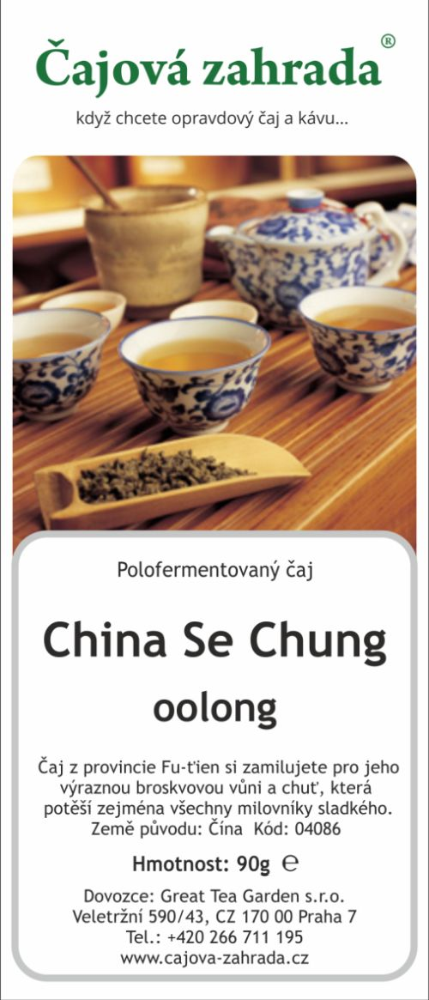 Čajová zahrada®
když chcete opravdový čaj a kávu...
Polofermentovaný čaj
China Se Chung
oolong
Čaj z provincie Fu-ťien si zamilujete pro jeho
výraznou broskvovou vůni a chuť, která
potěší zejména všechny milovníky sladkého.
Země původu: Čína  Kód: 04086
Hmotnost: 90g ℮
Dovozce: Great Tea Garden s.r.o.
Veletržní 590/43, CZ 170 00 Praha 7
Tel.: +420 266 711 195
www.cajova-zahrada.cz